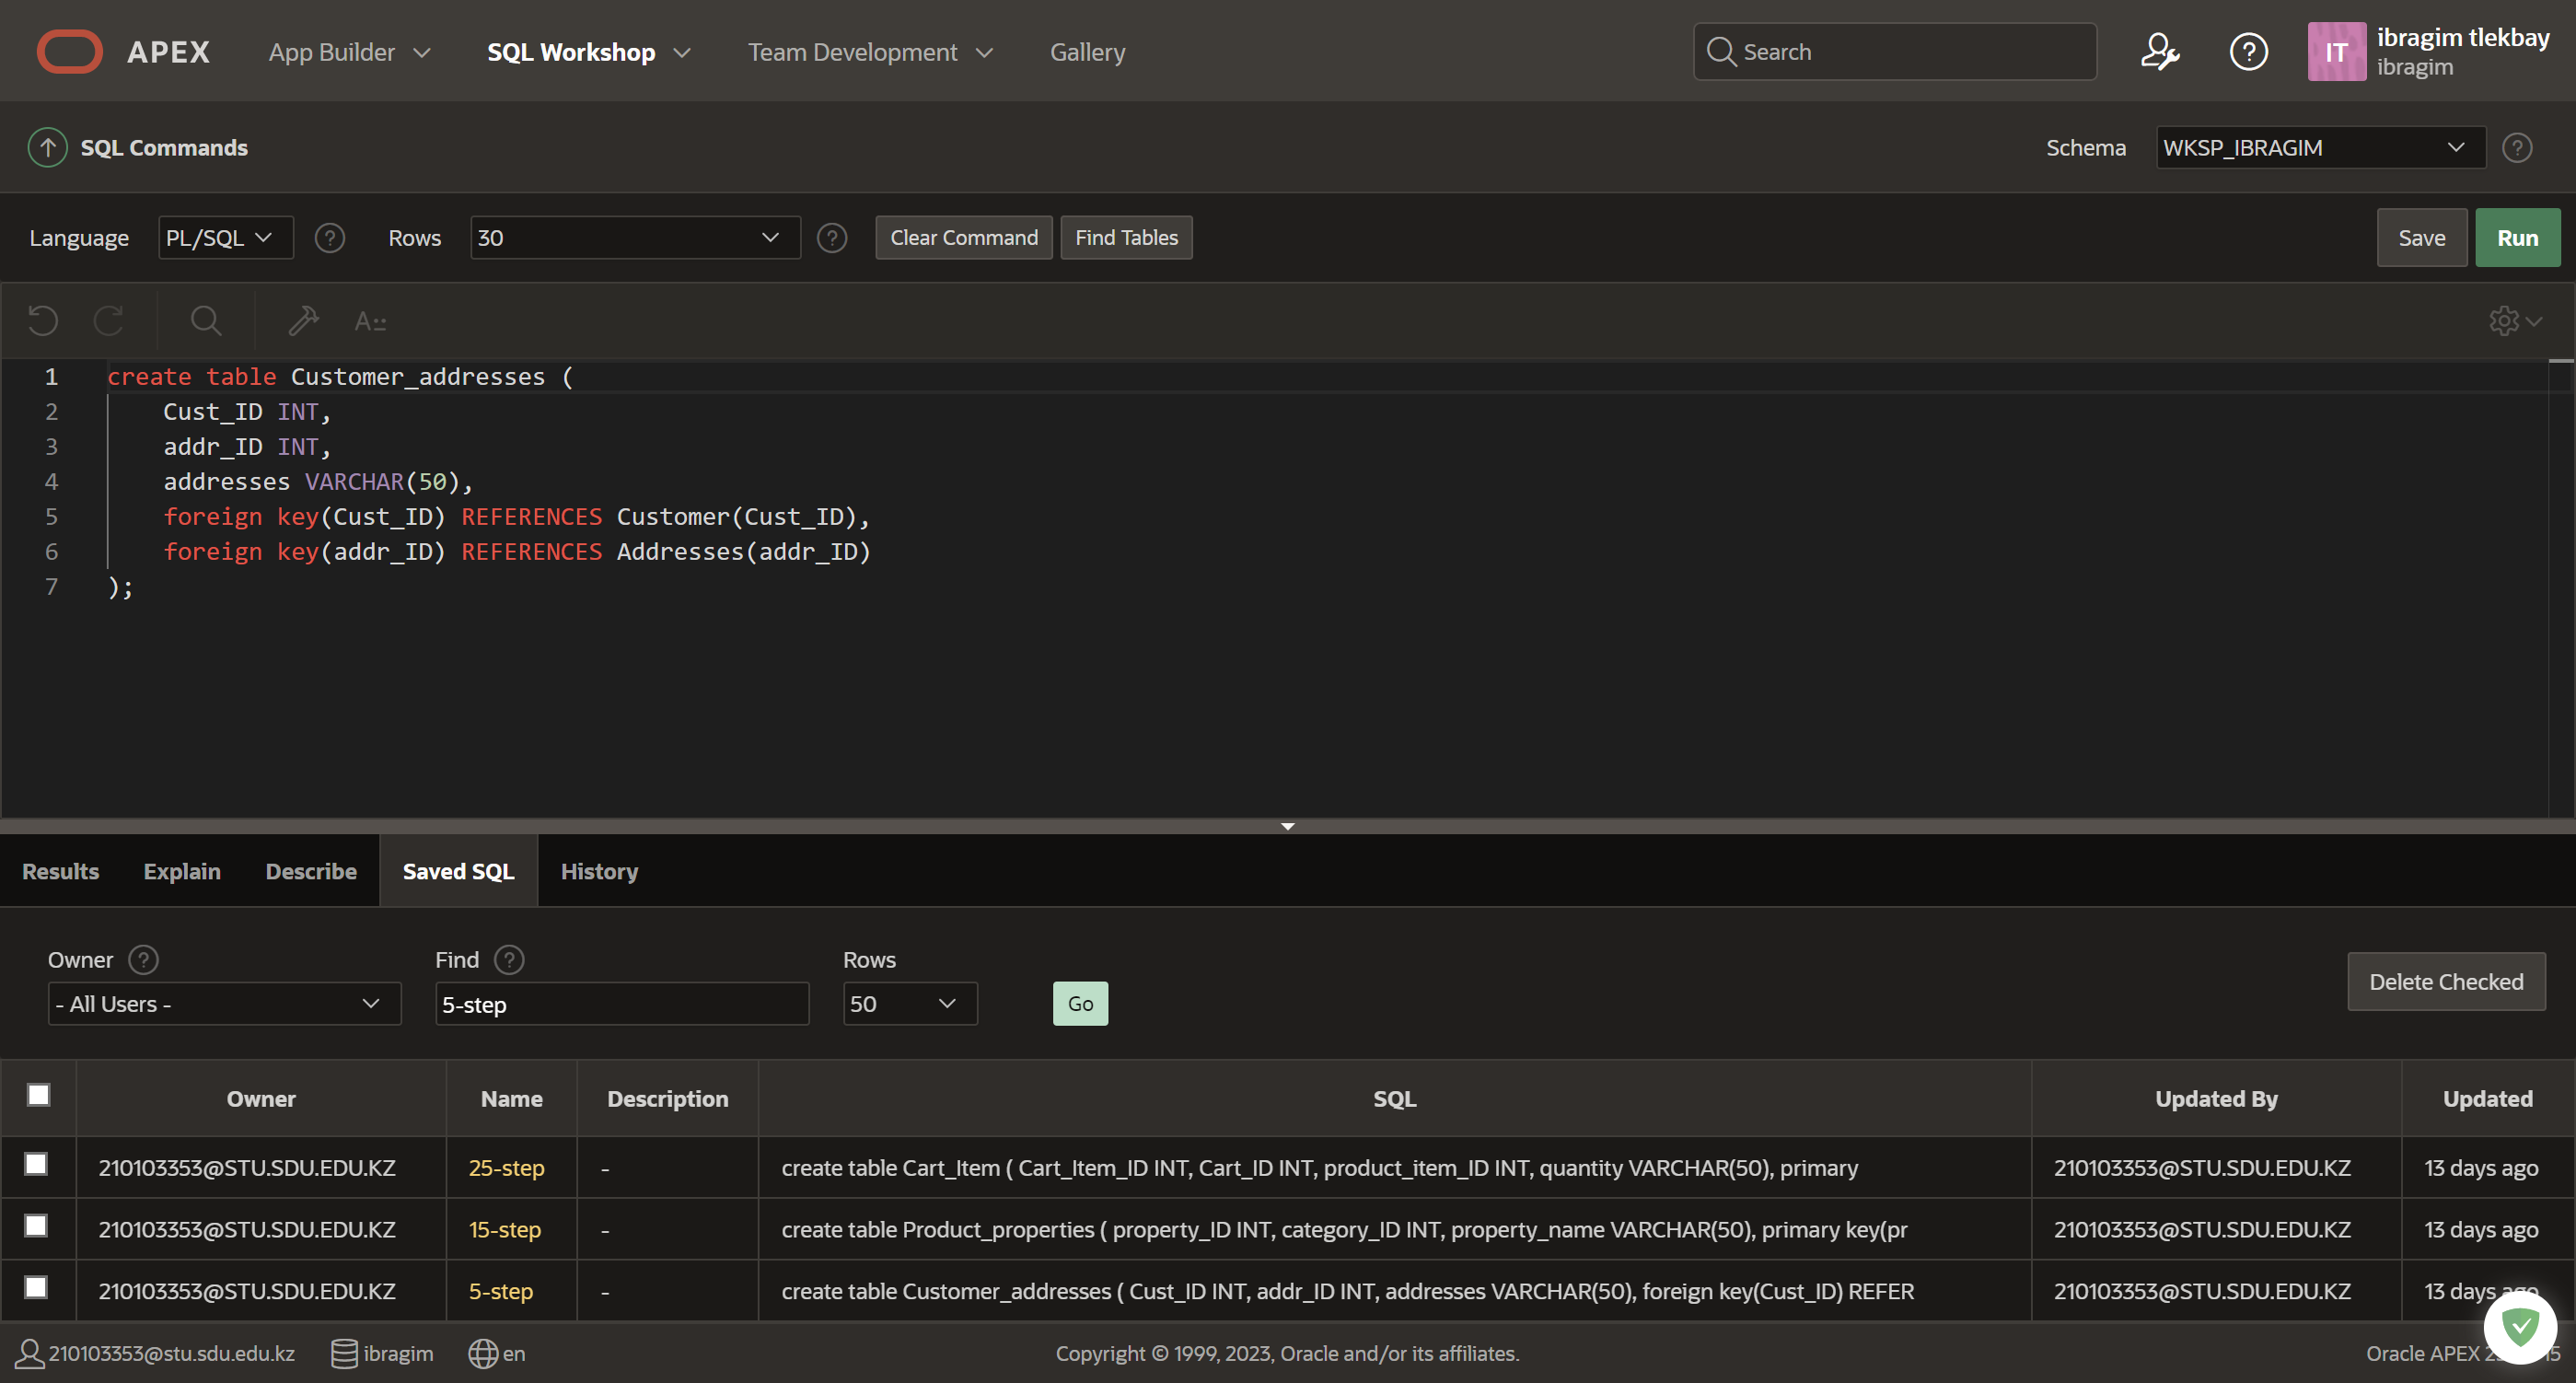 APEX App Builder SQL Workshop Team Development Gallery Search IT ibragim tlekbay
ibragim
SQL Commands Schema WKSP_IBRAGIM
Language PL/SQL Rows 30 Clear Command Find Tables Save Run
1 create table Customer_addresses (
2 Cust_ID INT,
3 addr_ID INT,
4 addresses VARCHAR(50),
5 foreign key(Cust_ID) REFERENCES Customer(Cust_ID),
6 foreign key(addr_ID) REFERENCES Addresses(addr_ID)
7 );
Results Explain Describe Saved SQL History
Owner Find Rows
- All Users - 5-step 50 Go Delete Checked
Owner Name Description SQL Updated By Updated
210103353@STU.SDU.EDU.KZ 25-step - create table Cart_Item ( Cart_Item_ID INT, Cart_ID INT, product_item_ID INT, quantity VARCHAR(50), primary 210103353@STU.SDU.EDU.KZ 13 days ago
210103353@STU.SDU.EDU.KZ 15-step - create table Product_properties ( property_ID INT, category_ID INT, property_name VARCHAR(50), primary key(pr 210103353@STU.SDU.EDU.KZ 13 days ago
210103353@STU.SDU.EDU.KZ 5-step - create table Customer_addresses ( Cust_ID INT, addr_ID INT, addresses VARCHAR(50), foreign key(Cust_ID) REFER 210103353@STU.SDU.EDU.KZ 13 days ago
210103353@stu.sdu.edu.kz ibragim en Copyright © 1999, 2023, Oracle and/or its affiliates. Oracle APEX